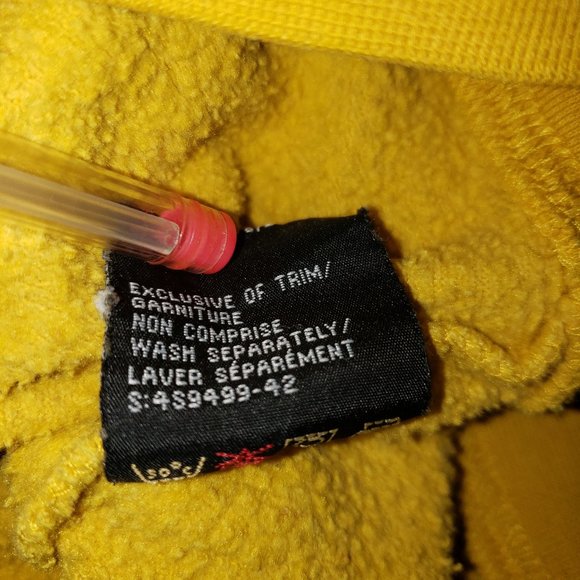 EXCLUSIVE OF TRIM/
GARNITURE
NON COMPRISE
WASH SEPARATELY/
LAVER SÉPARÉMENT
S:4S9499-42